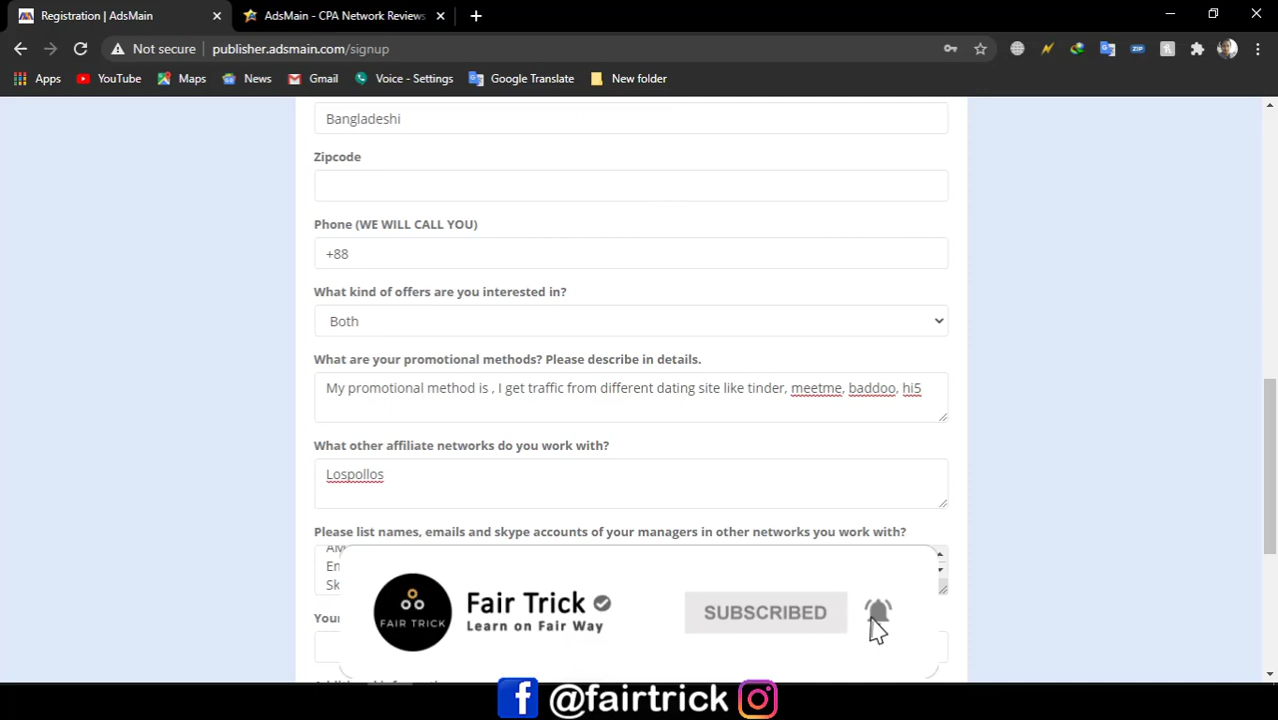 Registration | AdsMain
AdsMain - CPA Network Reviews
Not secure publisher.adsmain.com/signup
Apps YouTube Maps News Gmail Voice - Settings Google Translate New folder
Bangladeshi
Zipcode
Phone (WE WILL CALL YOU)
+88
What kind of offers are you interested in?
Both
What are your promotional methods? Please describe in details.
My promotional method is , I get traffic from different dating site like tinder, meetme, baddoo, hi5
What other affiliate networks do you work with?
Lospollos
Please list names, emails and skype accounts of your managers in other networks you work with?
Your
FAIR TRICK
Fair Trick
Learn on Fair Way
SUBSCRIBED
@fairtrick